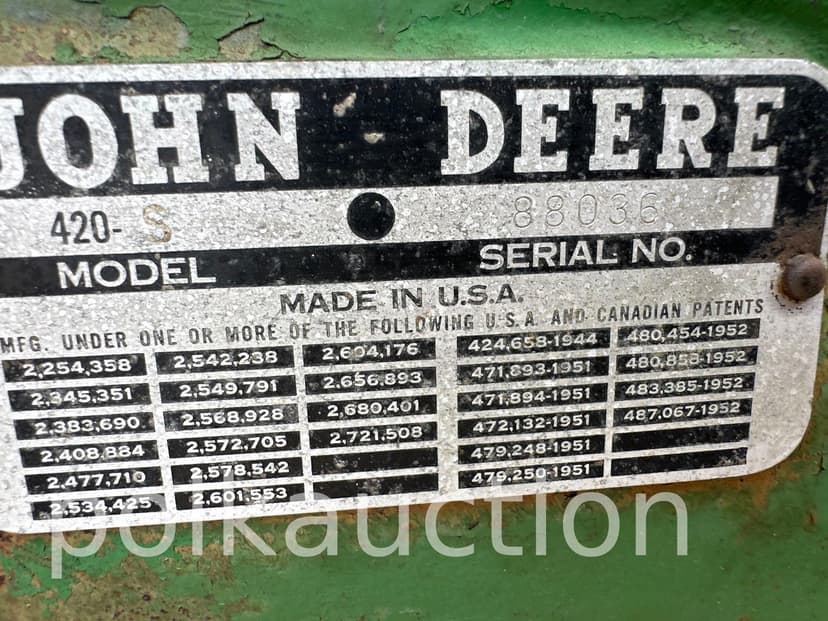 JOHN DEERE
420-S 88036
MODEL SERIAL NO.
MADE IN U.S.A.
MFG. UNDER ONE OR MORE OF THE FOLLOWING U.S.A. AND CANADIAN PATENTS
2,254,358 2,542,238 2,604,176 424,658-1944 480,454-1952
2,345,351 2,549,791 2,656,893 471,893-1951 480,858-1952
2,383,690 2,568,928 2,680,401 471,894-1951 483,385-1952
2,408,884 2,572,705 2,721,508 472,132-1951 487,067-1952
2,477,710 2,578,542 479,248-1951
2,534,425 2,601,553 479,250-1951
polkauction